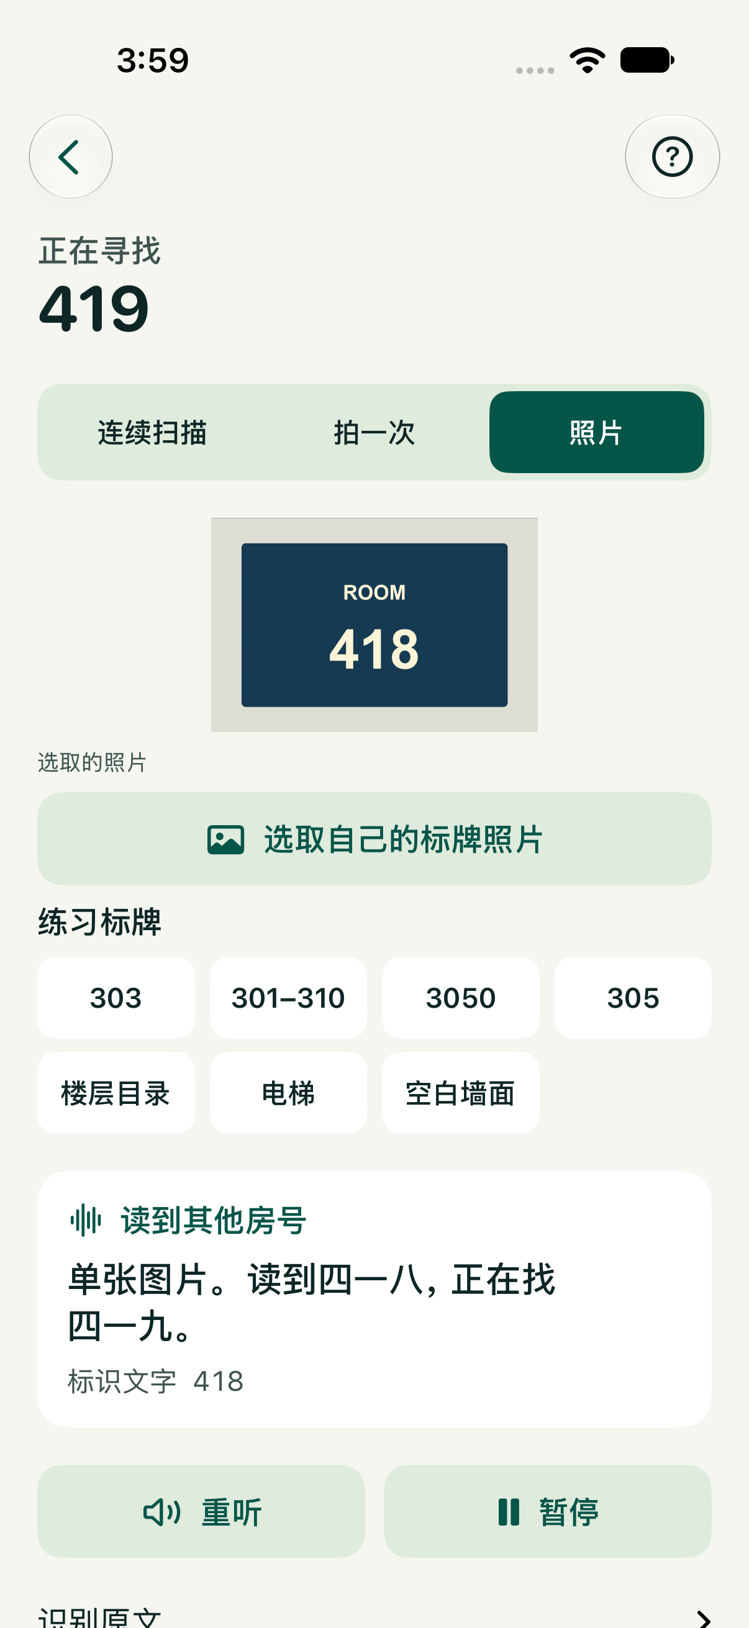 3:59
正在寻找
419
连续扫描 拍一次 照片
ROOM
418
选取的照片
选取自己的标牌照片
练习标牌
303 301–310 3050 305
楼层目录 电梯 空白墙面
读到其他房号
单张图片。读到四一八，正在找
四一九。
标识文字 418
重听 暂停
识别原文